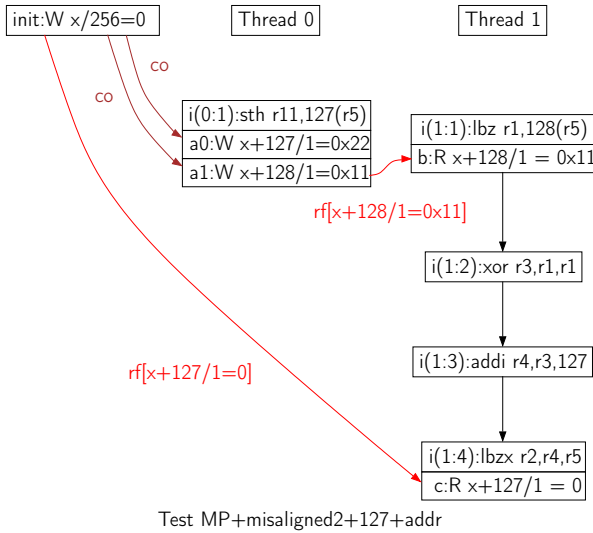 init:W x/256=0
Thread 0
Thread 1
co
co
i(0:1):sth r11,127(r5)
a0:W x+127/1=0x22
a1:W x+128/1=0x11
i(1:1):lbz r1,128(r5)
b:R x+128/1 = 0x11
rf[x+128/1=0x11]
i(1:2):xor r3,r1,r1
i(1:3):addi r4,r3,127
rf[x+127/1=0]
i(1:4):lbzx r2,r4,r5
c:R x+127/1 = 0
Test MP+misaligned2+127+addr